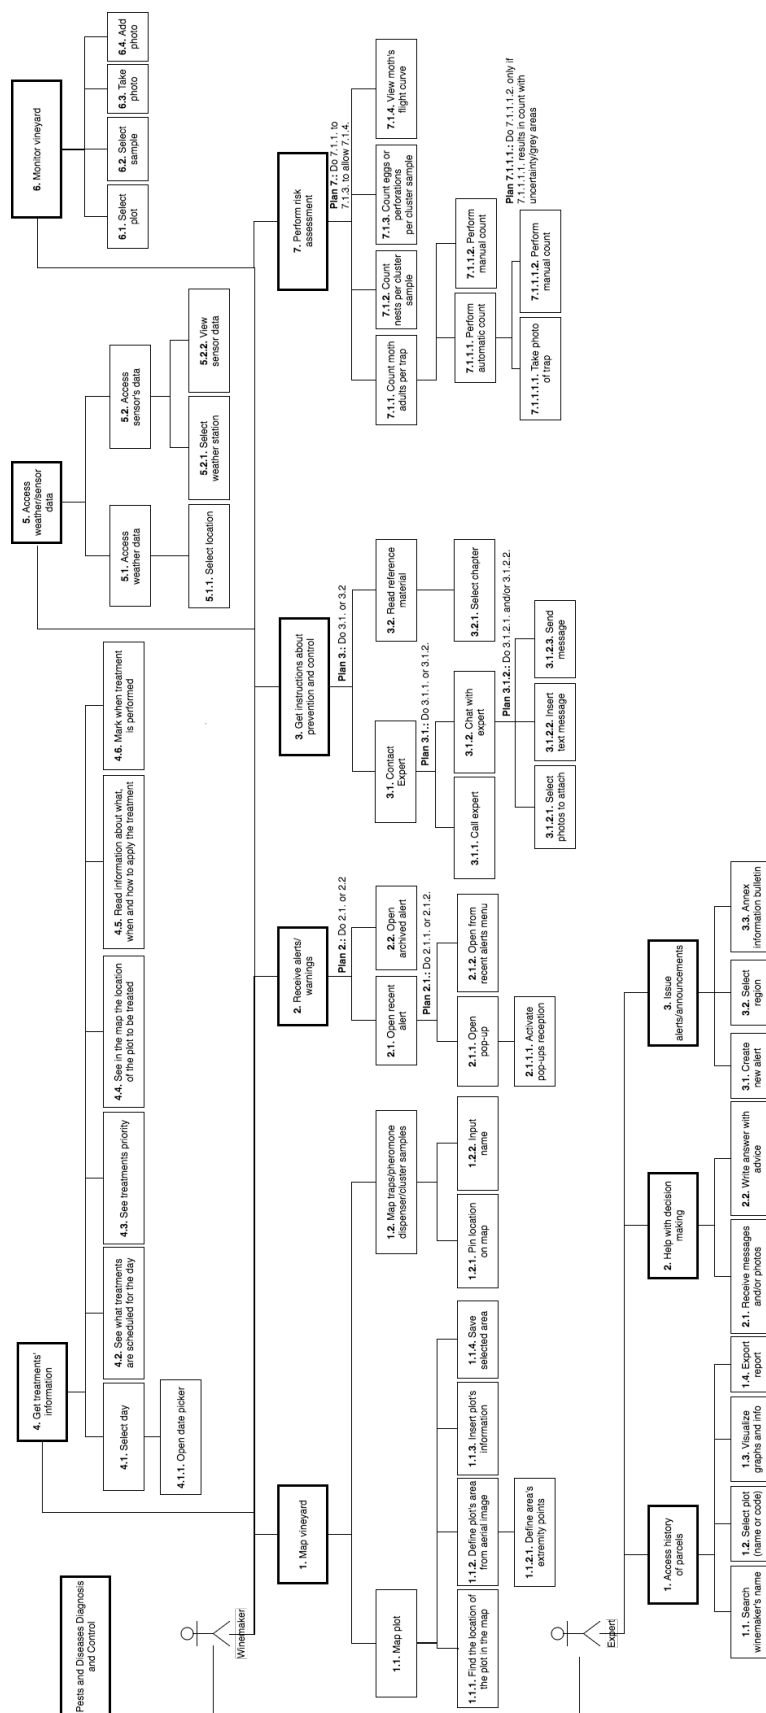 Pests and Diseases Diagnosis
and Control
Winemaker
4. Get treatments'
information
4.1. Select day
4.1.1. Open date picker
4.2. See what treatments
are scheduled for the day
4.3. See treatments priority
4.4. See in the map the location
of the plot to be treated
4.5. Read information about what,
when and how to apply the treatment
4.6. Mark when treatment
is performed
5. Access
weather/sensor
data
5.1. Access
weather data
5.1.1. Select location
5.2. Access
sensor's data
5.2.1. Select
weather station
5.2.2. View
sensor data
6. Monitor vineyard
6.1. Select
plot
6.2. Select
sample
6.3. Take
photo
6.4. Add
photo
1. Map vineyard
1.1. Map plot
1.1.1. Find the location of
the plot in the map
1.1.2. Define plot's area
from aerial image
1.1.2.1. Define area's
extremity points
1.1.3. Insert plot's
information
1.1.4. Save
selected area
1.2. Map traps/pheromone
dispenser/cluster samples
1.2.1. Pin location
on map
1.2.2. Input
name
2. Receive alerts/
warnings
Plan 2.: Do 2.1. or 2.2
2.1. Open recent
alert
2.2. Open
archived alert
Plan 2.1.: Do 2.1.1. or 2.1.2.
2.1.1. Open
pop-up
2.1.2. Open from
recent alerts menu
2.1.1.1. Activate
pop-ups reception
3. Get instructions about
prevention and control
Plan 3.: Do 3.1. or 3.2
3.1. Contact
Expert
3.2. Read reference
material
Plan 3.1.: Do 3.1.1. or 3.1.2.
3.1.1. Call expert
3.1.2. Chat with
expert
3.2.1. Select chapter
Plan 3.1.2.: Do 3.1.2.1. and/or 3.1.2.2.
3.1.2.1. Select
photos to attach
3.1.2.2. Insert
text message
3.1.2.3. Send
message
7. Perform risk
assessment
Plan 7.: Do 7.1.1. to
7.1.3. to allow 7.1.4.
7.1.1. Count moth
adults per trap
7.1.2. Count
nests per cluster
sample
7.1.3. Count eggs or
perforations
per cluster sample
7.1.4. View moth's
flight curve
7.1.1.1. Perform
automatic count
7.1.1.2. Perform
manual count
Plan 7.1.1.1.: Do 7.1.1.1.2. only if
7.1.1.1.1. results in count with
uncertainty/grey areas
7.1.1.1.1. Take photo
of trap
7.1.1.1.2. Perform
manual count
Expert
1. Access history
of parcels
1.1. Search
winemaker's name
1.2. Select plot
(name or code)
1.3. Visualize
graphs and info
1.4. Export
report
2. Help with decision
making
2.1. Receive messages
and/or photos
2.2. Write answer with
advice
3. Issue
alerts/announcements
3.1. Create
new alert
3.2. Select
region
3.3. Annex
information bulletin